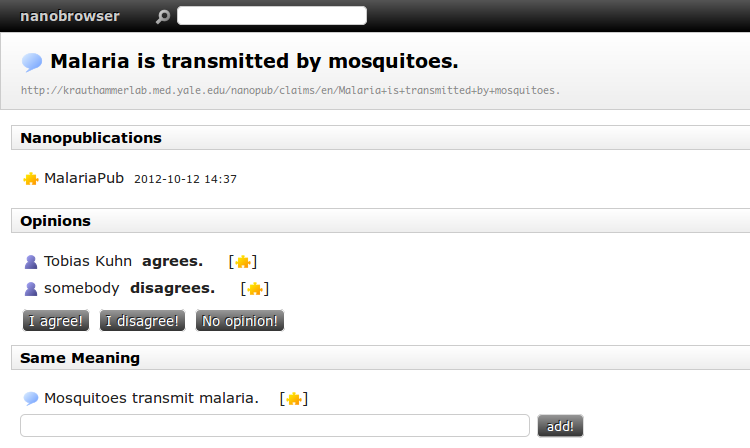 nanobrowser
Malaria is transmitted by mosquitoes.
http://krauthammerlab.med.yale.edu/nanopub/claims/en/Malaria+is+transmitted+by+mosquitoes.
Nanopublications
MalariaPub 2012-10-12 14:37
Opinions
Tobias Kuhn agrees. [ ]
somebody disagrees. [ ]
I agree! I disagree! No opinion!
Same Meaning
Mosquitoes transmit malaria. [ ]
add!